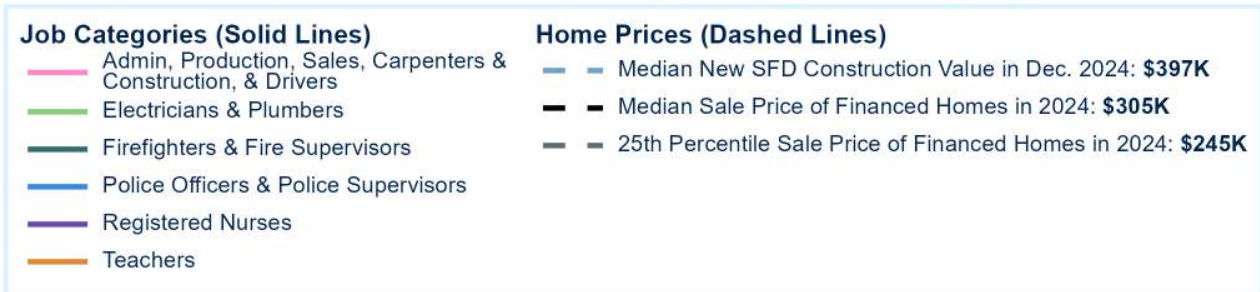 Job Categories (Solid Lines)
Admin, Production, Sales, Carpenters &
Construction, & Drivers
Electricians & Plumbers
Firefighters & Fire Supervisors
Police Officers & Police Supervisors
Registered Nurses
Teachers
Home Prices (Dashed Lines)
Median New SFD Construction Value in Dec. 2024: $397K
Median Sale Price of Financed Homes in 2024: $305K
25th Percentile Sale Price of Financed Homes in 2024: $245K